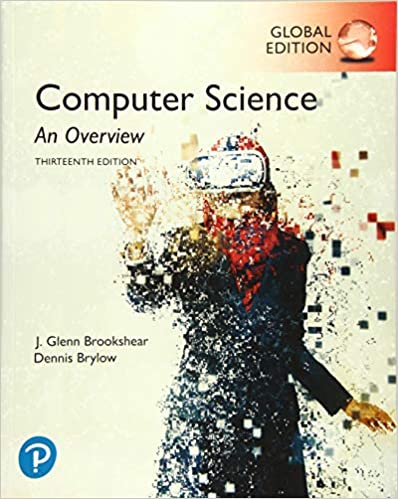 GLOBAL
EDITION
Computer Science
An Overview
THIRTEENTH EDITION
J. Glenn Brookshear
Dennis Brylow
P